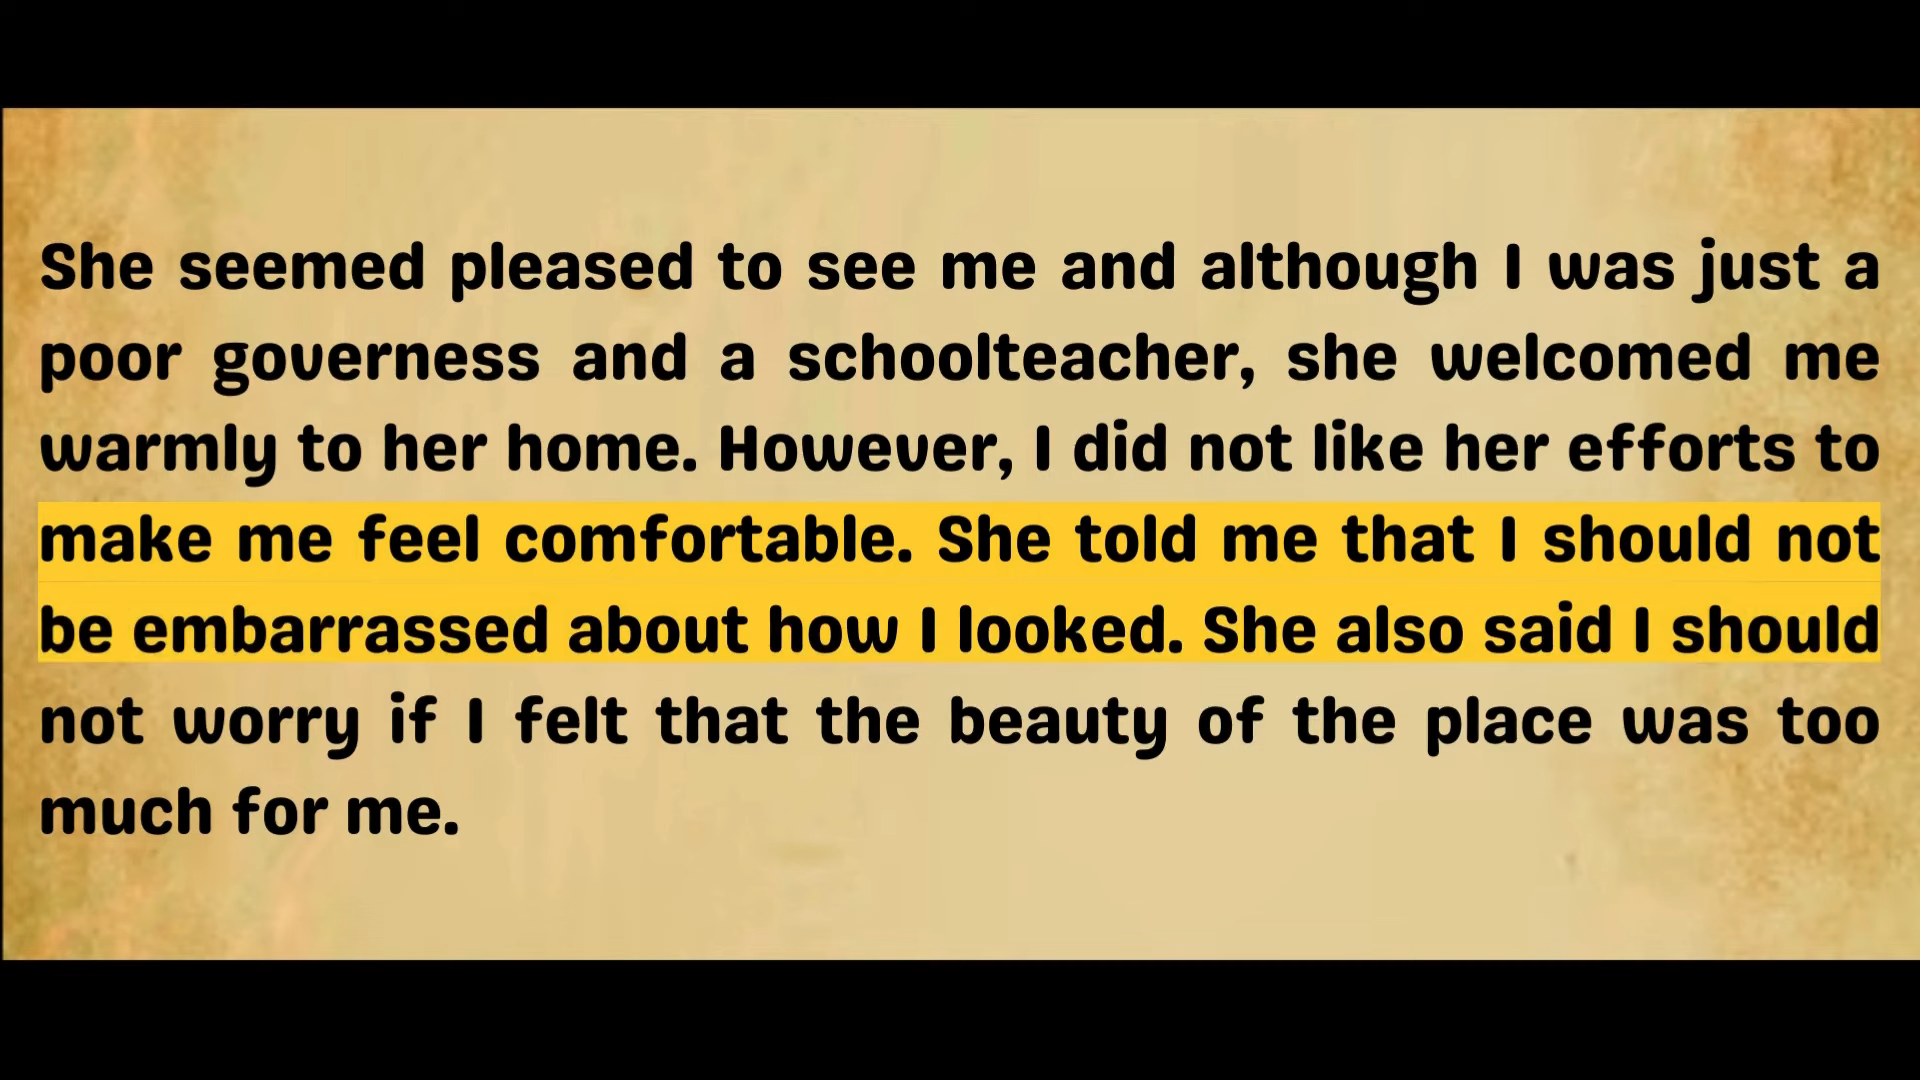 She seemed pleased to see me and although I was just a
poor governess and a schoolteacher, she welcomed me
warmly to her home. However, I did not like her efforts to
make me feel comfortable. She told me that I should not
be embarrassed about how I looked. She also said I should
not worry if I felt that the beauty of the place was too
much for me.